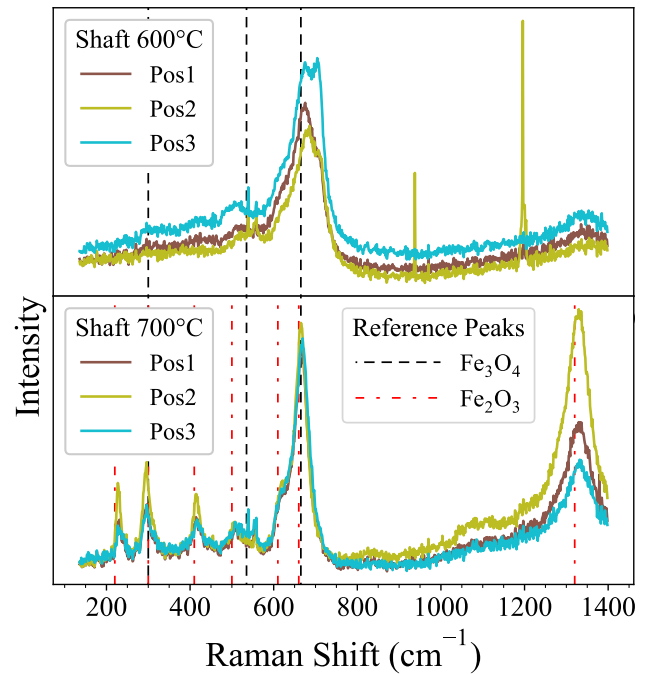 Shaft 600°C
Pos1
Pos2
Pos3
Shaft 700°C
Pos1
Pos2
Pos3
Reference Peaks
Fe₃O₄
Fe₂O₃
Intensity
200 400 600 800 1000 1200 1400
Raman Shift (cm⁻¹)